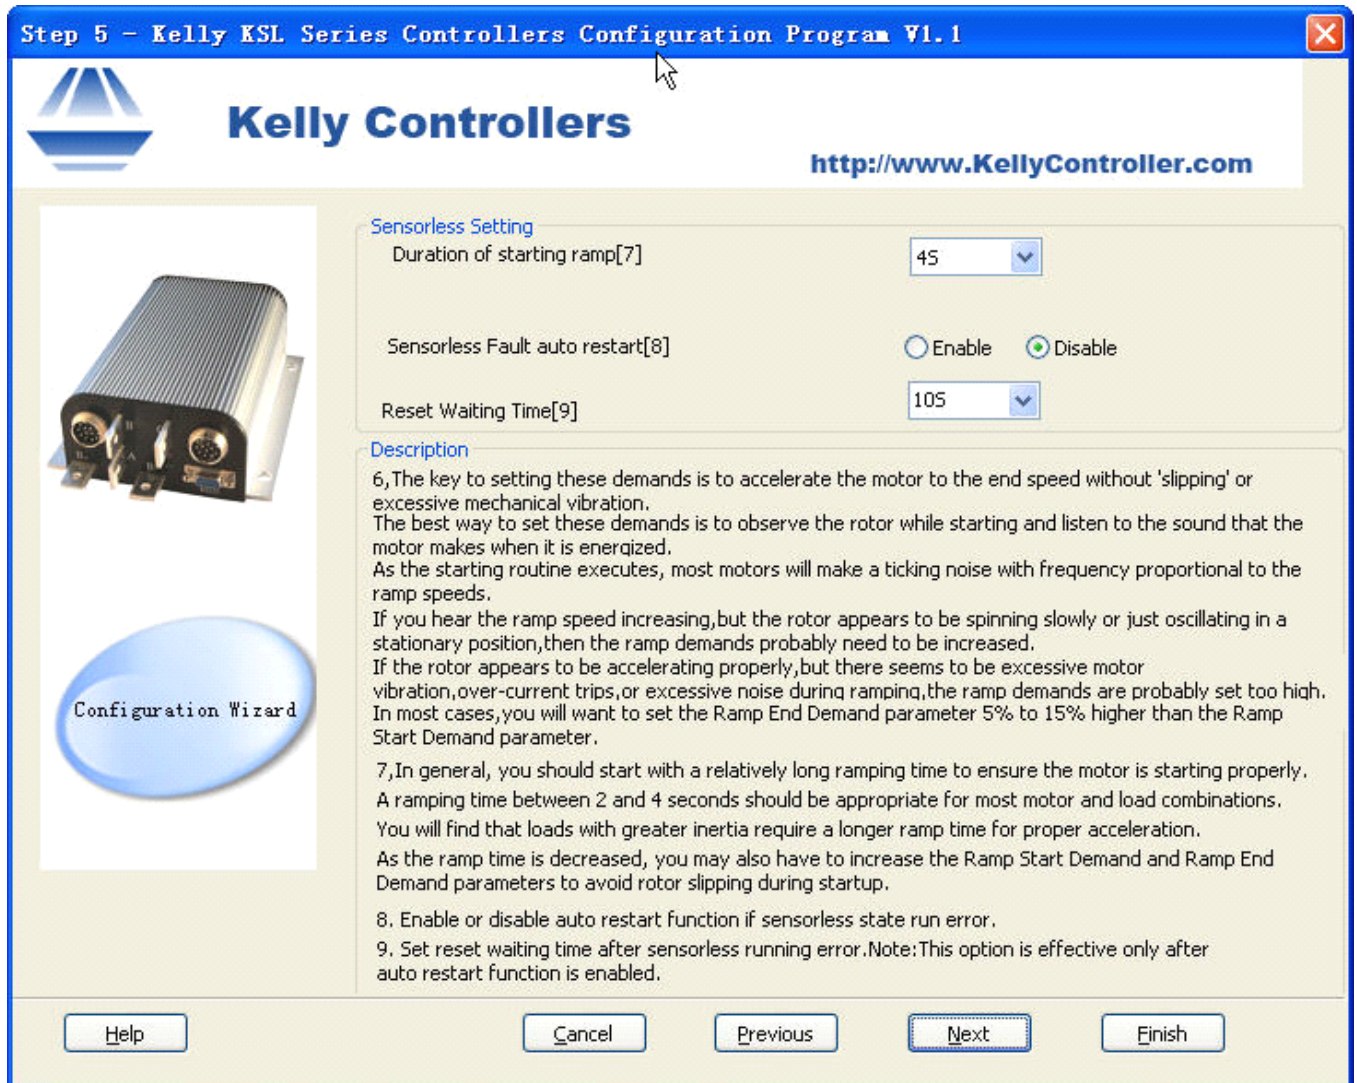 Step 5 - Kelly KSL Series Controllers Configuration Program V1.1
Kelly Controllers
http://www.KellyController.com
Sensorless Setting
Duration of starting ramp[7]
4S
Sensorless Fault auto restart[8]
Enable
Disable
Reset Waiting Time[9]
10S
Configuration Wizard
Description
6,The key to setting these demands is to accelerate the motor to the end speed without 'slipping' or
excessive mechanical vibration.
The best way to set these demands is to observe the rotor while starting and listen to the sound that the
motor makes when it is energized.
As the starting routine executes, most motors will make a ticking noise with frequency proportional to the
ramp speeds.
If you hear the ramp speed increasing,but the rotor appears to be spinning slowly or just oscillating in a
stationary position,then the ramp demands probably need to be increased.
If the rotor appears to be accelerating properly,but there seems to be excessive motor
vibration,over-current trips,or excessive noise during ramping,the ramp demands are probably set too high.
In most cases,you will want to set the Ramp End Demand parameter 5% to 15% higher than the Ramp
Start Demand parameter.
7,In general, you should start with a relatively long ramping time to ensure the motor is starting properly.
A ramping time between 2 and 4 seconds should be appropriate for most motor and load combinations.
You will find that loads with greater inertia require a longer ramp time for proper acceleration.
As the ramp time is decreased, you may also have to increase the Ramp Start Demand and Ramp End
Demand parameters to avoid rotor slipping during startup.
8. Enable or disable auto restart function if sensorless state run error.
9. Set reset waiting time after sensorless running error.Note:This option is effective only after
auto restart function is enabled.
Help
Cancel
Previous
Next
Finish